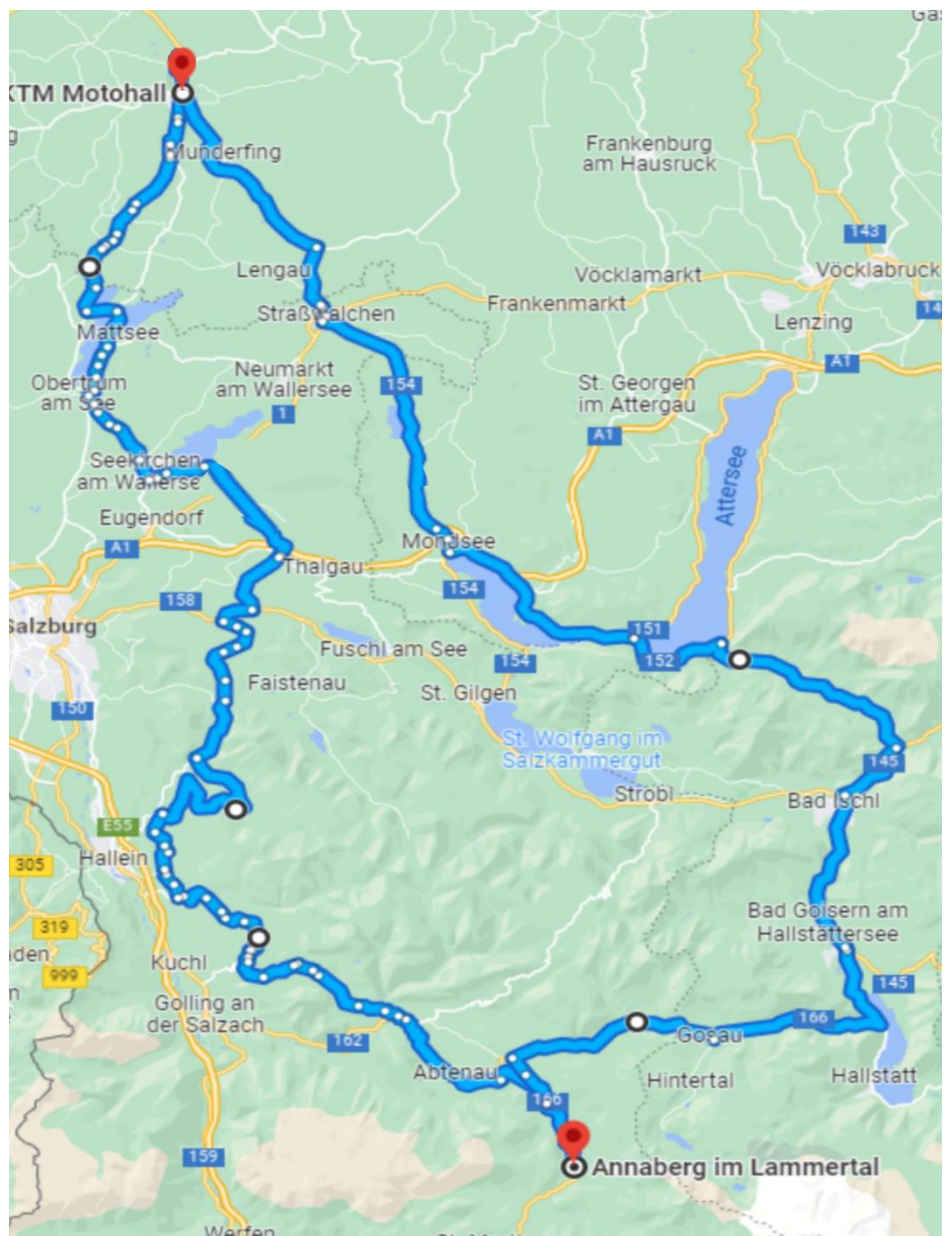 Gas
KTM Motohall
g
Munderfing
Frankenburg
am Hausruck
143
Lengau
Vöcklamarkt
Vöcklabruck
Frankenmarkt
14
Straßwalchen
Lenzing
Mattsee
A1
Neumarkt
am Wallersee
154
Obertrum
am See
St. Georgen
im Attergau
1
A1
Seekirchen
am Wallerse
Attersee
Eugendorf
A1
Mondsee
Thalgau
154
158
Salzburg
151
Fuschl am See
154
152
Faistenau
St. Gilgen
150
St. Wolfgang im
Salzkammergut
145
Strobl
Bad Ischl
E55
Hallein
305
Bad Goisern am
Hallstättersee
319
aden
Kuchl
999
145
m
Golling an
der Salzach
166
162
Gosau
Abtenau
Hintertal
Hallstatt
166
159
Annaberg im Lammertal
Werfen